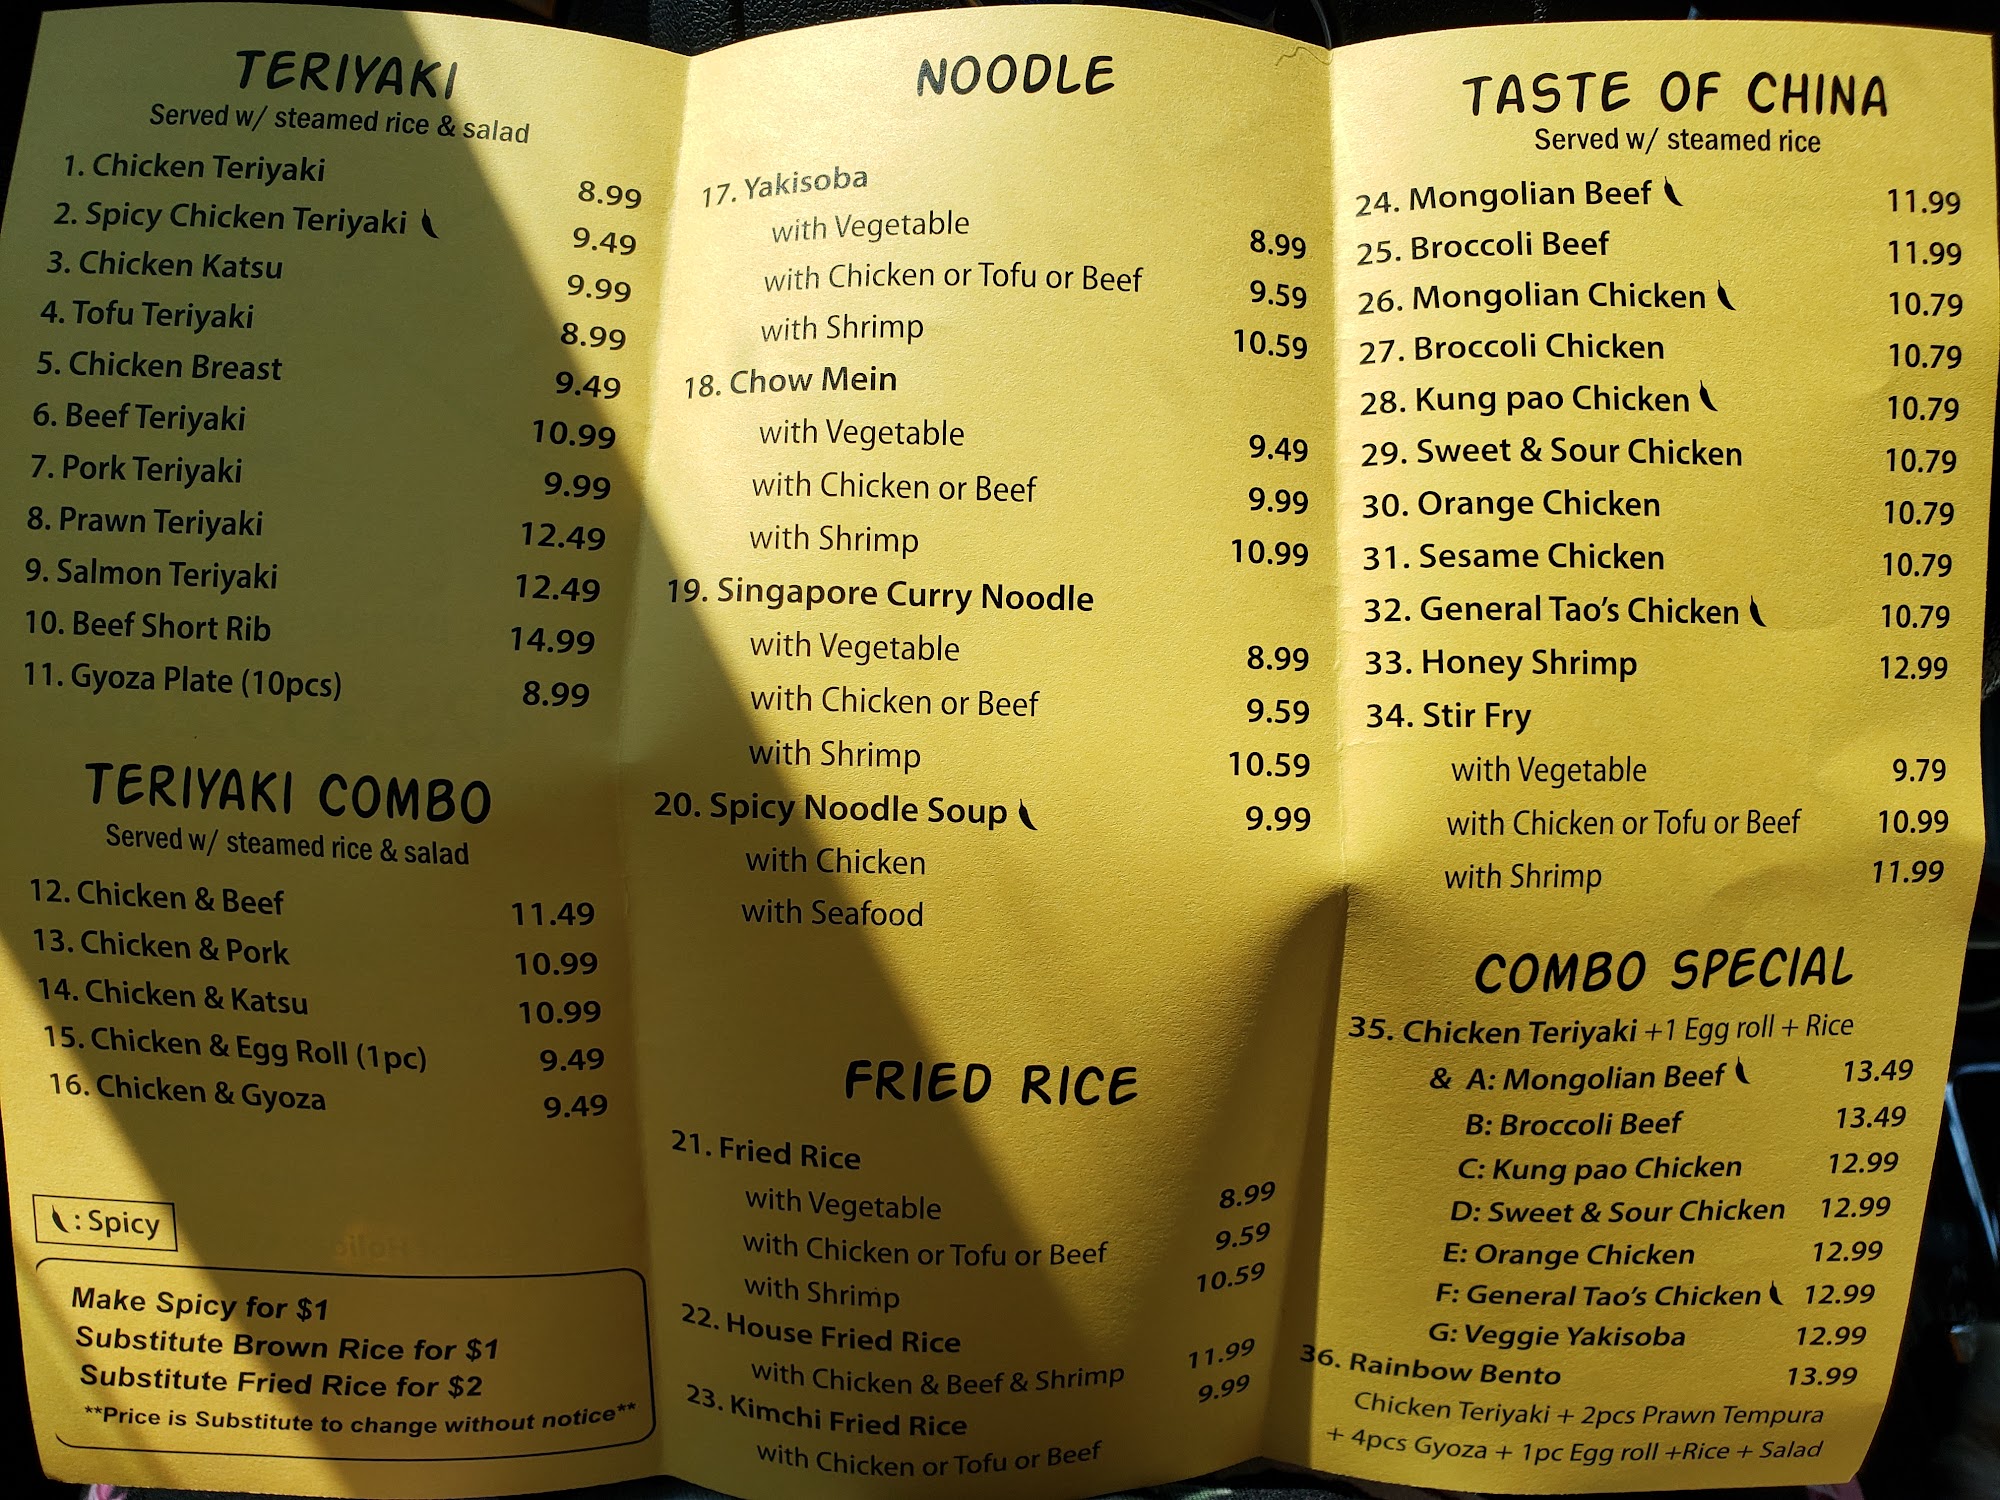 TERIYAKI
Served w/ steamed rice & salad
1. Chicken Teriyaki 8.99
2. Spicy Chicken Teriyaki 9.49
3. Chicken Katsu 9.99
4. Tofu Teriyaki 8.99
5. Chicken Breast 9.49
6. Beef Teriyaki 10.99
7. Pork Teriyaki 9.99
8. Prawn Teriyaki 12.49
9. Salmon Teriyaki 12.49
10. Beef Short Rib 14.99
11. Gyoza Plate (10pcs) 8.99
TERIYAKI COMBO
Served w/ steamed rice & salad
12. Chicken & Beef 11.49
13. Chicken & Pork 10.99
14. Chicken & Katsu 10.99
15. Chicken & Egg Roll (1pc) 9.49
16. Chicken & Gyoza 9.49
: Spicy
Make Spicy for $1
Substitute Brown Rice for $1
Substitute Fried Rice for $2
**Price is Substitute to change without notice**
NOODLE
17. Yakisoba
with Vegetable 8.99
with Chicken or Tofu or Beef 9.59
with Shrimp 10.59
18. Chow Mein
with Vegetable 9.49
with Chicken or Beef 9.99
with Shrimp 10.99
19. Singapore Curry Noodle
with Vegetable 8.99
with Chicken or Beef 9.59
with Shrimp 10.59
20. Spicy Noodle Soup 9.99
with Chicken
with Seafood
FRIED RICE
21. Fried Rice
with Vegetable 8.99
with Chicken or Tofu or Beef 9.59
with Shrimp 10.59
22. House Fried Rice
with Chicken & Beef & Shrimp 11.99
23. Kimchi Fried Rice 9.99
with Chicken or Tofu or Beef
TASTE OF CHINA
Served w/ steamed rice
24. Mongolian Beef 11.99
25. Broccoli Beef 11.99
26. Mongolian Chicken 10.79
27. Broccoli Chicken 10.79
28. Kung pao Chicken 10.79
29. Sweet & Sour Chicken 10.79
30. Orange Chicken 10.79
31. Sesame Chicken 10.79
32. General Tao's Chicken 10.79
33. Honey Shrimp 12.99
34. Stir Fry
with Vegetable 9.79
with Chicken or Tofu or Beef 10.99
with Shrimp 11.99
COMBO SPECIAL
35. Chicken Teriyaki +1 Egg roll + Rice
& A: Mongolian Beef 13.49
B: Broccoli Beef 13.49
C: Kung pao Chicken 12.99
D: Sweet & Sour Chicken 12.99
E: Orange Chicken 12.99
F: General Tao's Chicken 12.99
G: Veggie Yakisoba 12.99
36. Rainbow Bento 13.99
Chicken Teriyaki + 2pcs Prawn Tempura
+ 4pcs Gyoza + 1pc Egg roll +Rice + Salad